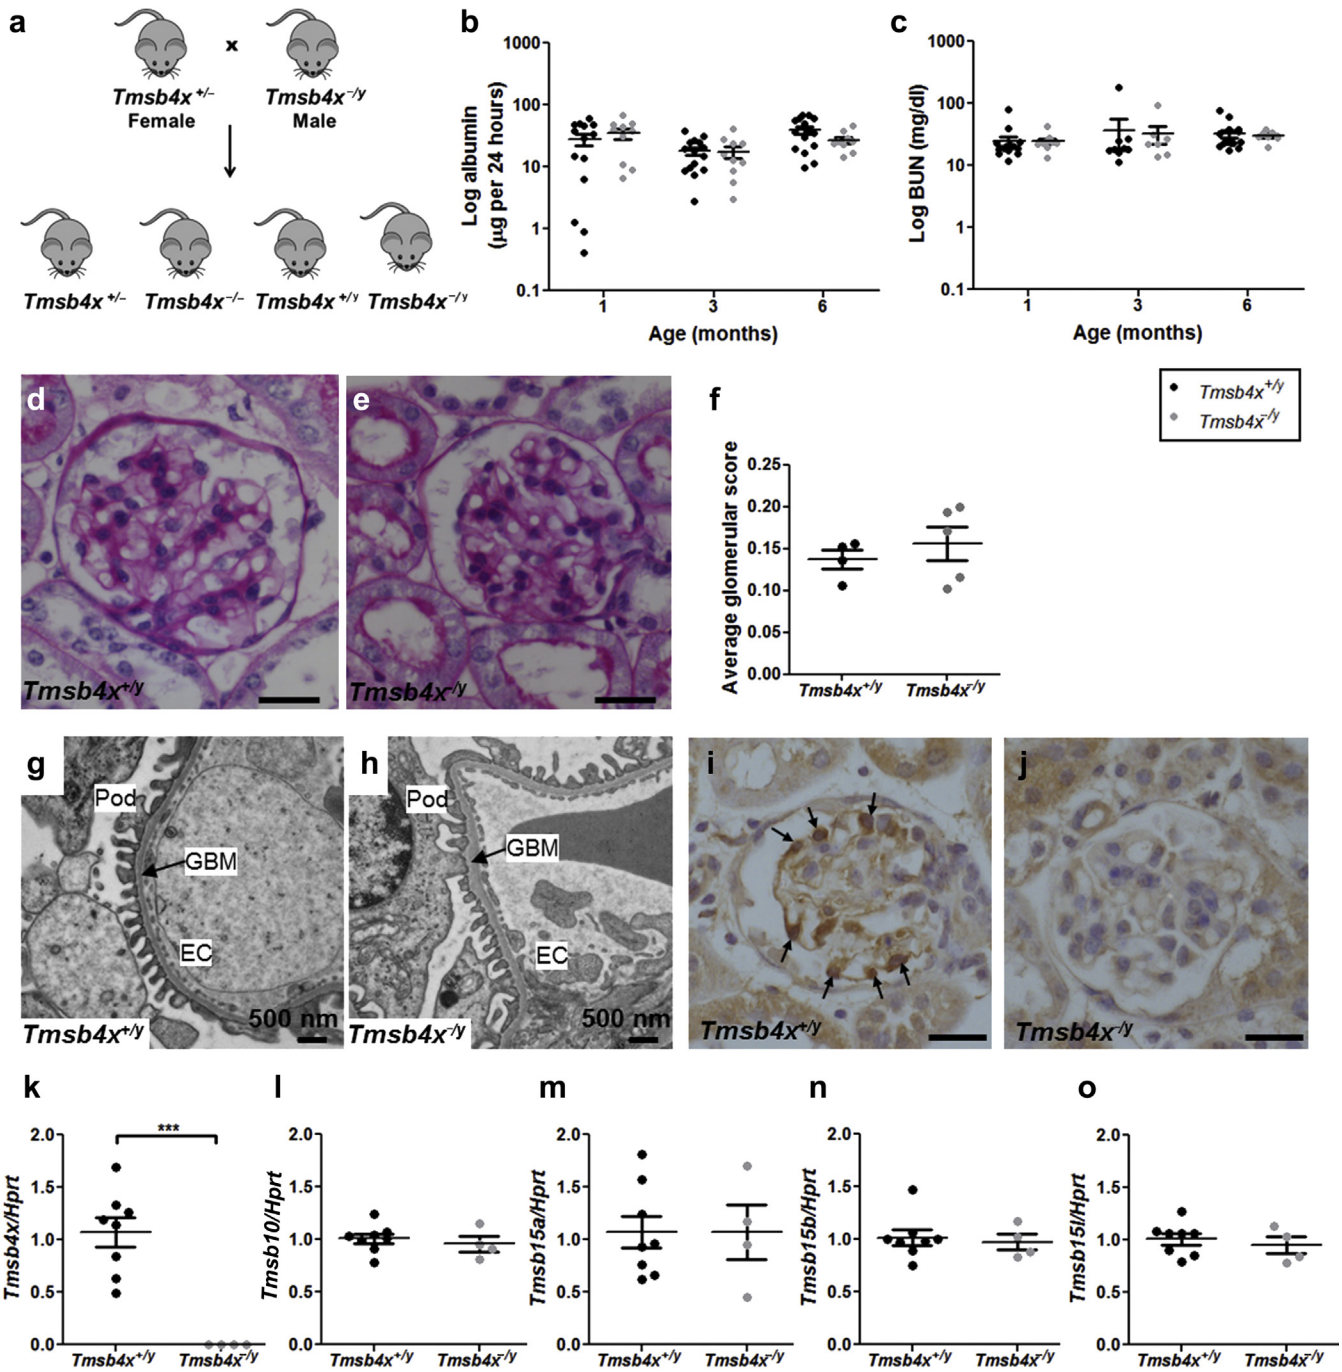 a
x
Tmsb4x +/–
Female
Tmsb4x –/y
Male
Tmsb4x +/–
Tmsb4x –/–
Tmsb4x +/y
Tmsb4x –/y
b
Log albumin
(µg per 24 hours)
1000
100
10
1
0.1
1
3
6
Age (months)
c
Log BUN (mg/dl)
1000
100
10
1
0.1
1
3
6
Age (months)
Tmsb4x+/y
Tmsb4x-/y
d
Tmsb4x+/y
e
Tmsb4x-/y
f
Average glomerular score
0.25
0.20
0.15
0.10
0.05
0.00
Tmsb4x+/y
Tmsb4x-/y
g
Pod
GBM
EC
500 nm
Tmsb4x+/y
h
Pod
GBM
EC
500 nm
Tmsb4x-/y
i
Tmsb4x+/y
j
Tmsb4x-/y
k
Tmsb4x/Hprt
2.0
1.5
1.0
0.5
0.0
***
Tmsb4x+/y
Tmsb4x-/y
l
Tmsb10/Hprt
2.0
1.5
1.0
0.5
0.0
Tmsb4x+/y
Tmsb4x-/y
m
Tmsb15a/Hprt
2.0
1.5
1.0
0.5
0.0
Tmsb4x+/y
Tmsb4x-/y
n
Tmsb15b/Hprt
2.0
1.5
1.0
0.5
0.0
Tmsb4x+/y
Tmsb4x-/y
o
Tmsb15l/Hprt
2.0
1.5
1.0
0.5
0.0
Tmsb4x+/y
Tmsb4x-/y